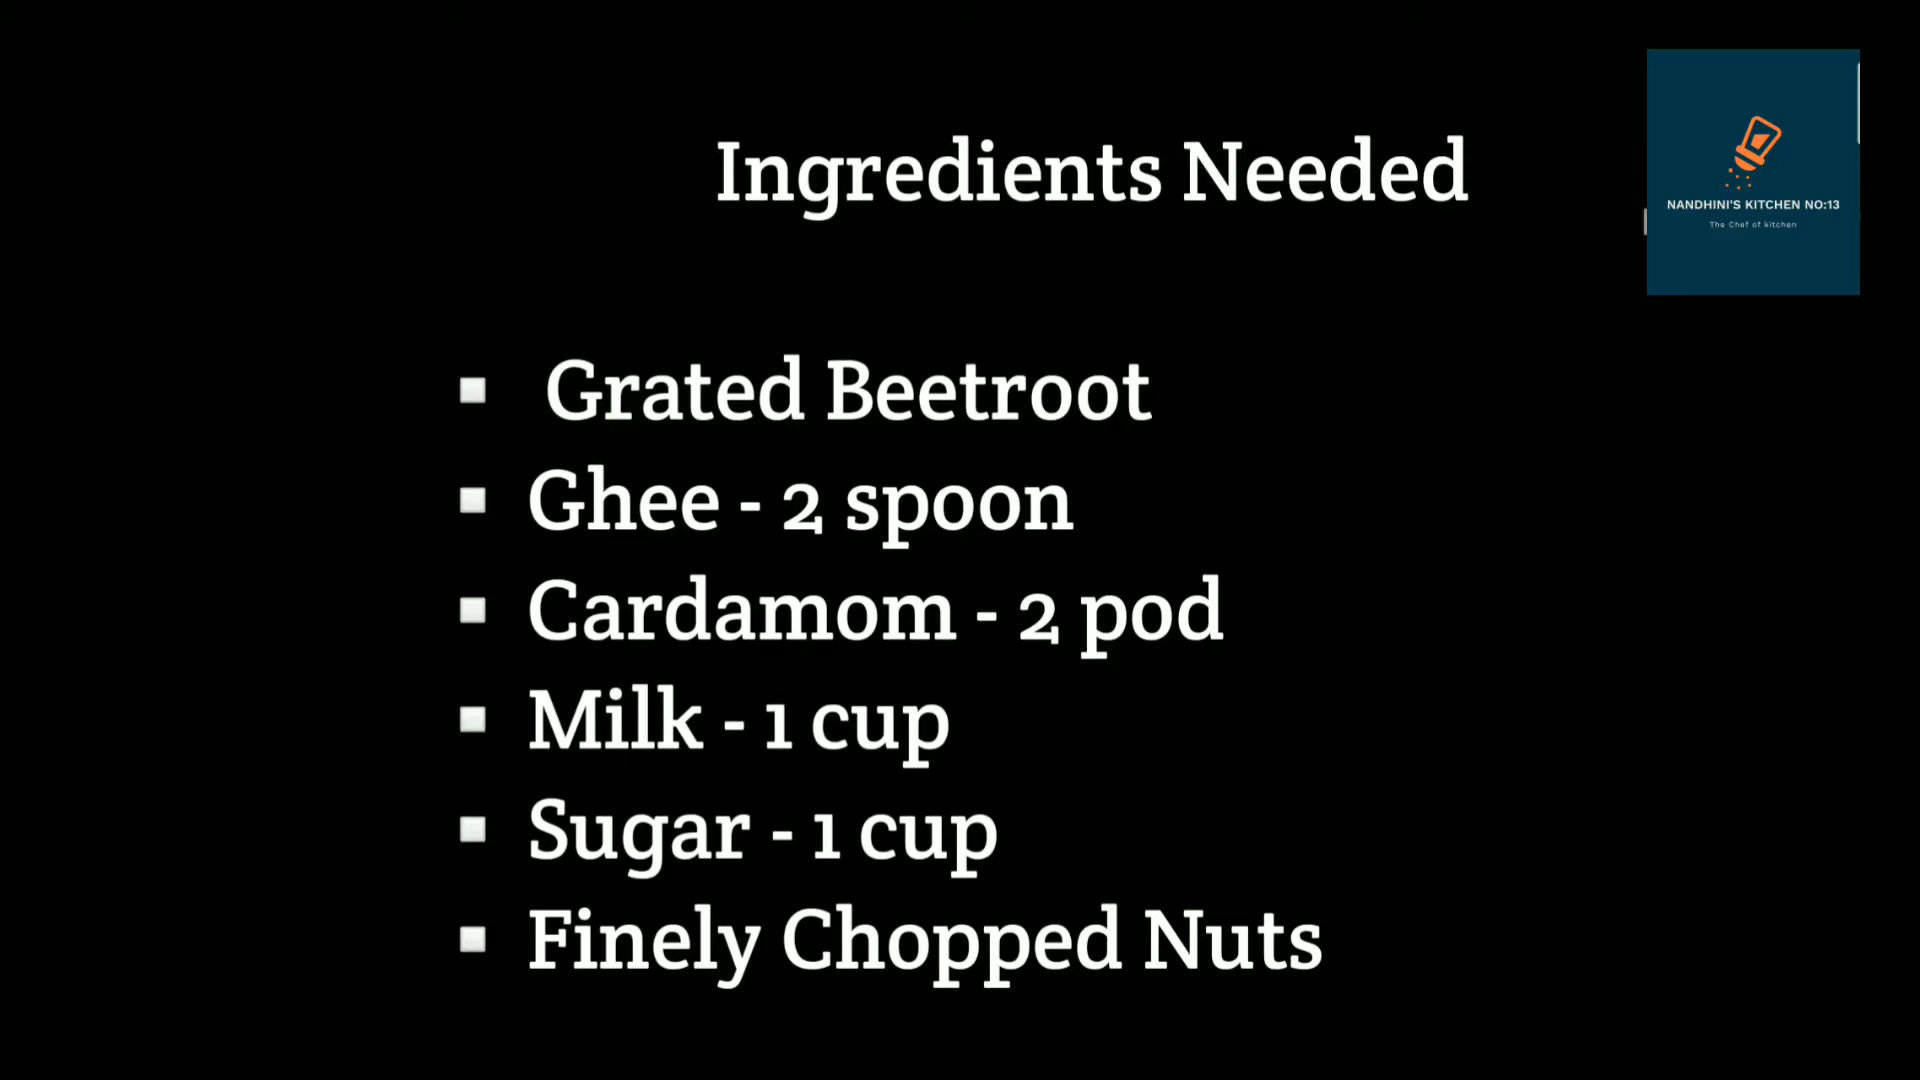 Ingredients Needed
NANDHINI'S KITCHEN NO:13
The Chef of kitchen
▪ Grated Beetroot
▪ Ghee - 2 spoon
▪ Cardamom - 2 pod
▪ Milk - 1 cup
▪ Sugar - 1 cup
▪ Finely Chopped Nuts